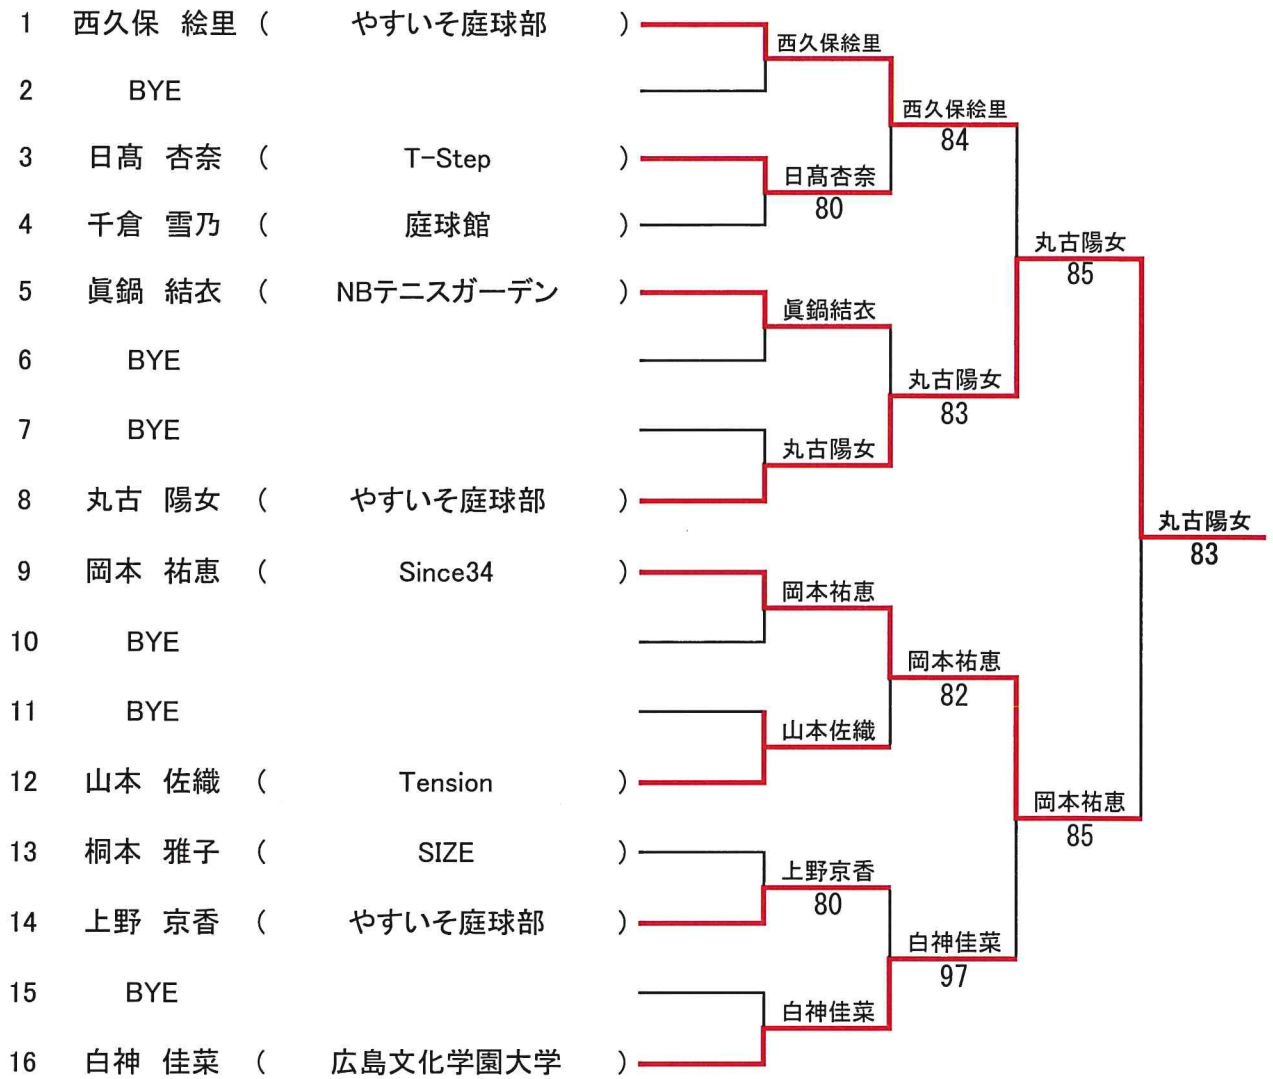 1 西久保 絵里 ( やすいそ庭球部 )
西久保絵里
2 BYE
西久保絵里
84
3 日髙 杏奈 ( T-Step )
日髙杏奈
80
4 千倉 雪乃 ( 庭球館 )
丸古陽女
85
5 眞鍋 結衣 ( NBテニスガーデン )
眞鍋結衣
6 BYE
丸古陽女
83
7 BYE
丸古陽女
8 丸古 陽女 ( やすいそ庭球部 )
丸古陽女
83
9 岡本 祐恵 ( Since34 )
岡本祐恵
10 BYE
岡本祐恵
82
11 BYE
山本佐織
12 山本 佐織 ( Tension )
岡本祐恵
85
13 桐本 雅子 ( SIZE )
上野京香
80
14 上野 京香 ( やすいそ庭球部 )
白神佳菜
97
15 BYE
白神佳菜
16 白神 佳菜 ( 広島文化学園大学 )